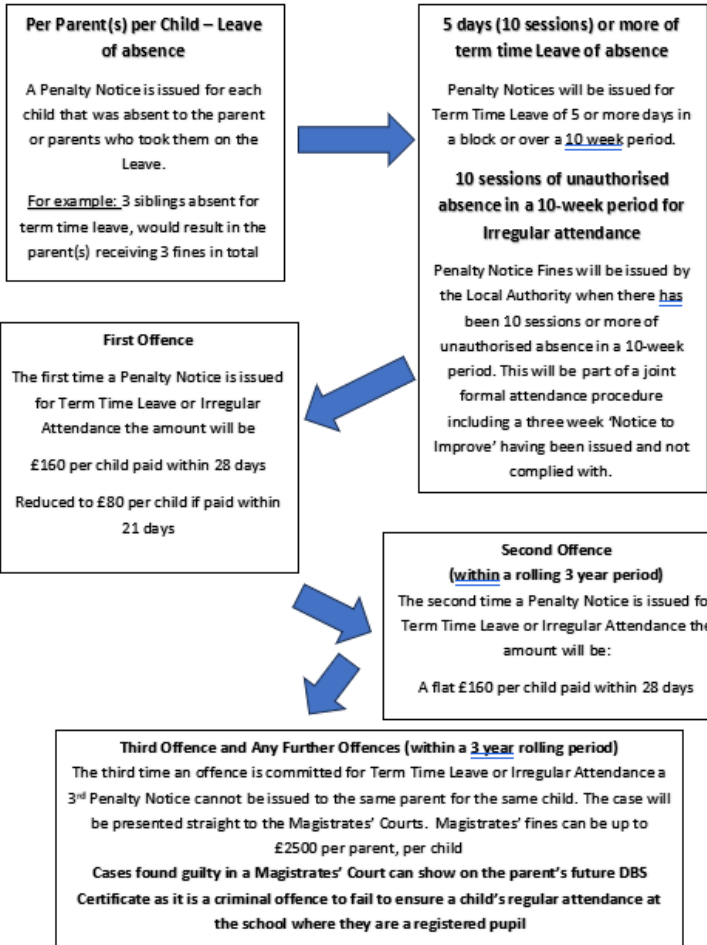 Per Parent(s) per Child – Leave
of absence
A Penalty Notice is issued for each
child that was absent to the parent
or parents who took them on the
Leave.
For example: 3 siblings absent for
term time leave, would result in the
parent(s) receiving 3 fines in total
5 days (10 sessions) or more of
term time Leave of absence
Penalty Notices will be issued for
Term Time Leave of 5 or more days in
a block or over a 10 week period.
10 sessions of unauthorised
absence in a 10-week period for
Irregular attendance
Penalty Notice Fines will be issued by
the Local Authority when there has
been 10 sessions or more of
unauthorised absence in a 10-week
period. This will be part of a joint
formal attendance procedure
including a three week ‘Notice to
Improve’ having been issued and not
complied with.
First Offence
The first time a Penalty Notice is issued
for Term Time Leave or Irregular
Attendance the amount will be
£160 per child paid within 28 days
Reduced to £80 per child if paid within
21 days
Second Offence
(within a rolling 3 year period)
The second time a Penalty Notice is issued fo
Term Time Leave or Irregular Attendance the
amount will be:
A flat £160 per child paid within 28 days
Third Offence and Any Further Offences (within a 3 year rolling period)
The third time an offence is committed for Term Time Leave or Irregular Attendance a
3rd Penalty Notice cannot be issued to the same parent for the same child. The case will
be presented straight to the Magistrates’ Courts. Magistrates’ fines can be up to
£2500 per parent, per child
Cases found guilty in a Magistrates’ Court can show on the parent’s future DBS
Certificate as it is a criminal offence to fail to ensure a child’s regular attendance at
the school where they are a registered pupil